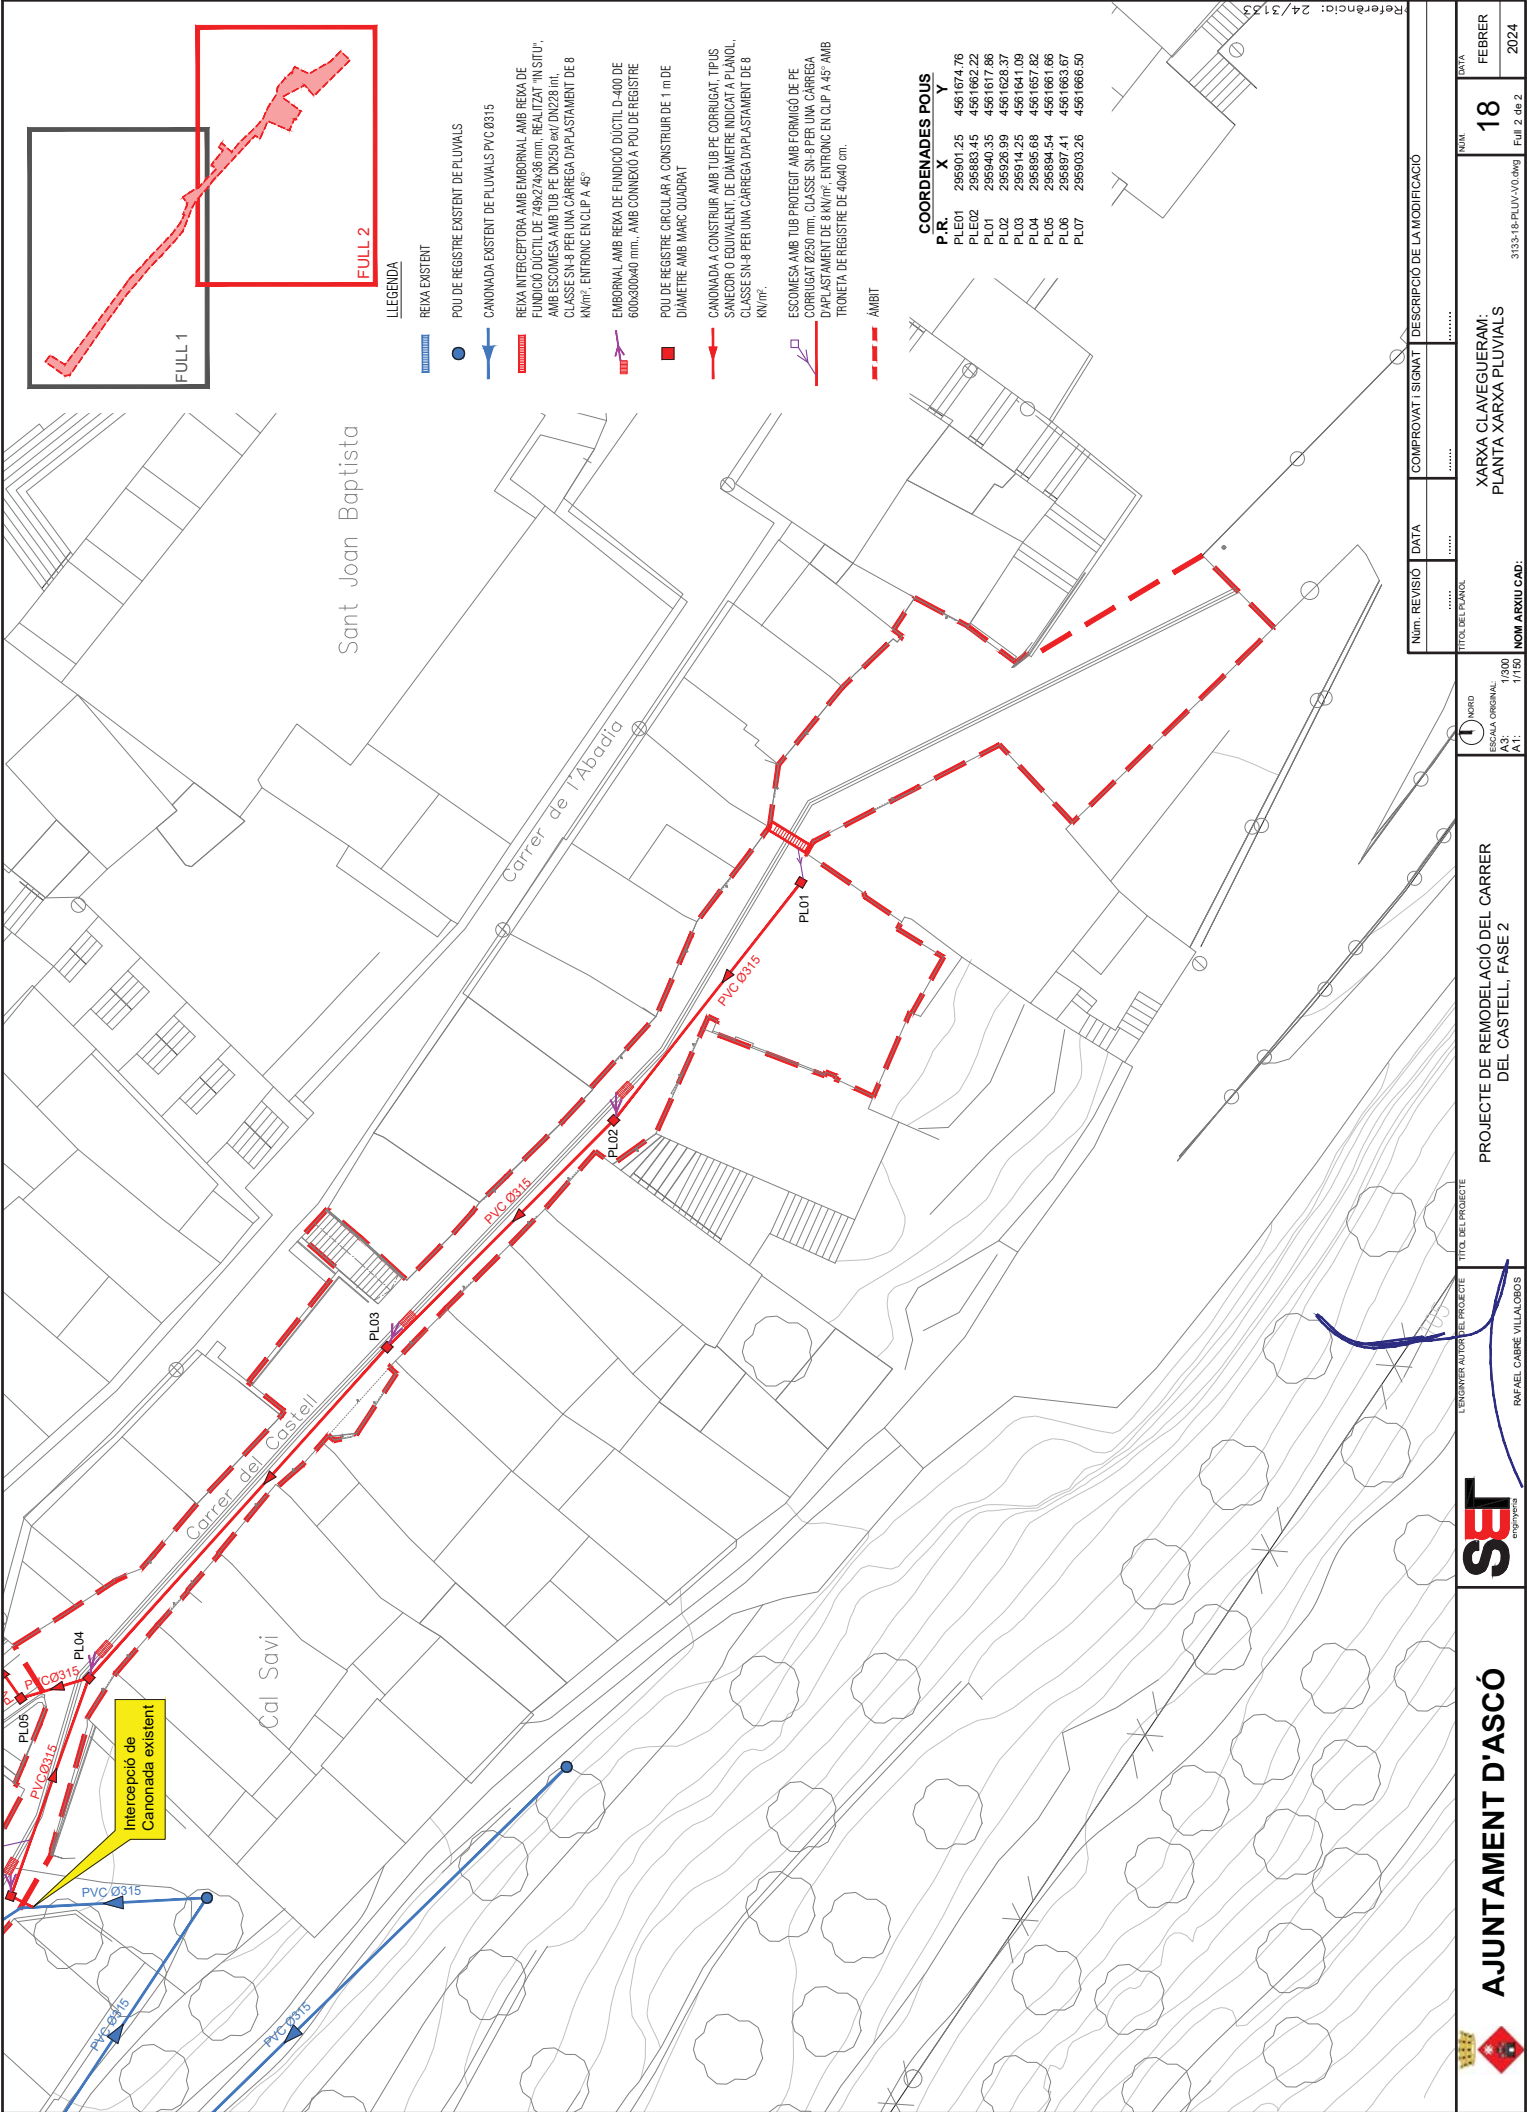 FULL 1
FULL 2
LLEGENDA
REIXA EXISTENT
POU DE REGISTRE EXISTENT DE PLUVIALS
CANONADA EXISTENT DE PLUVIALS PVC Ø315
REIXA INTERCEPTORA AMB EMBORNAL AMB REIXA DE
FUNDICIÓ DÚCTIL DE 749x274x36 mm, REALITZAT "IN SITU",
AMB ESCOMESA AMB TUB PE DN250 ext/ DN228 int,
CLASSE SN-8 PER UNA CÀRREGA D'APLASTAMENT DE 8
kN/m², ENTRONC EN CLIP A 45°
EMBORNAL AMB REIXA DE FUNDICIÓ DÚCTIL D-400 DE
600x300x40 mm., AMB CONNEXIÓ A POU DE REGISTRE
POU DE REGISTRE CIRCULAR A CONSTRUIR DE 1 m DE
DIÀMETRE AMB MARC QUADRAT
CANONADA A CONSTRUIR AMB TUB PE CORRUGAT, TIPUS
SANECOR O EQUIVALENT, DE DIÀMETRE INDICAT A PLÀNOL,
CLASSE SN-8 PER UNA CÀRREGA D'APLASTAMENT DE 8
KN/m².
ESCOMESA AMB TUB PROTEGIT AMB FORMIGÓ DE PE
CORRUGAT Ø250 mm, CLASSE SN-8 PER UNA CÀRREGA
D'APLASTAMENT DE 8 kN/m², ENTRONC EN CLIP A 45° AMB
TRONETA DE REGISTRE DE 40x40 cm.
ÀMBIT
COORDENADES POUS
P.R. X Y
PLE01 295901.25 4561674.76
PLE02 295883.45 4561662.22
PL01 295940.35 4561617.86
PL02 295926.99 4561628.37
PL03 295914.25 4561641.09
PL04 295895.68 4561657.82
PL05 295894.54 4561661.66
PL06 295897.41 4561663.67
PL07 295903.26 4561666.50
Sant Joan Baptista
Carrer de l'Abadia
Carrer del Castell
Cal Savi
PL01
PVC Ø315
PL02
PVC Ø315
PL03
PL04
PVCØ315
PL05
PVCØ315
Intercepció de
Canonada existent
PVC Ø315
PVC Ø315
PVC Ø315
Referència: 24/3133
AJUNTAMENT D'ASCÓ
SBT
enginyeria
L'ENGINYER AUTOR DEL PROJECTE
RAFAEL CABRÉ VILLALOBOS
TÍTOL DEL PROJECTE
PROJECTE DE REMODELACIÓ DEL CARRER
DEL CASTELL, FASE 2
NORD
ESCALA ORIGINAL:
A3: 1/300
A1: 1/150
Núm. REVISIÓ DATA COMPROVAT i SIGNAT DESCRIPCIÓ DE LA MODIFICACIÓ
...... ...... ....... .........
TÍTOL DEL PLÀNOL
XARXA CLAVEGUERAM:
PLANTA XARXA PLUVIALS
NOM ARXIU CAD: 3133-18-PLUV-V0.dwg
NUM.
18
Full 2 de 2
DATA
FEBRER
2024